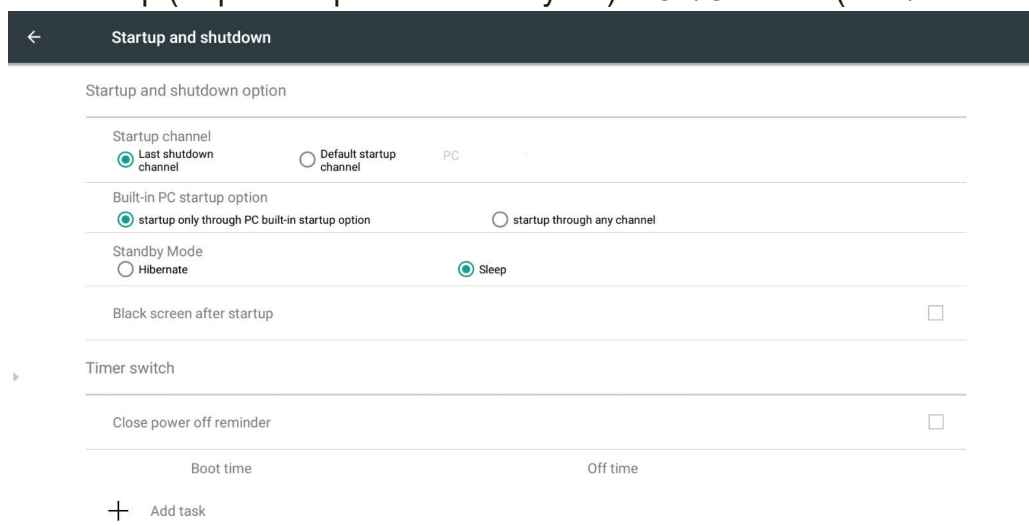 Startup and shutdown
Startup and shutdown option
Startup channel
Last shutdown channel
Default startup channel
PC
Built-in PC startup option
startup only through PC built-in startup option
startup through any channel
Standby Mode
Hibernate
Sleep
Black screen after startup
Timer switch
Close power off reminder
Boot time
Off time
Add task